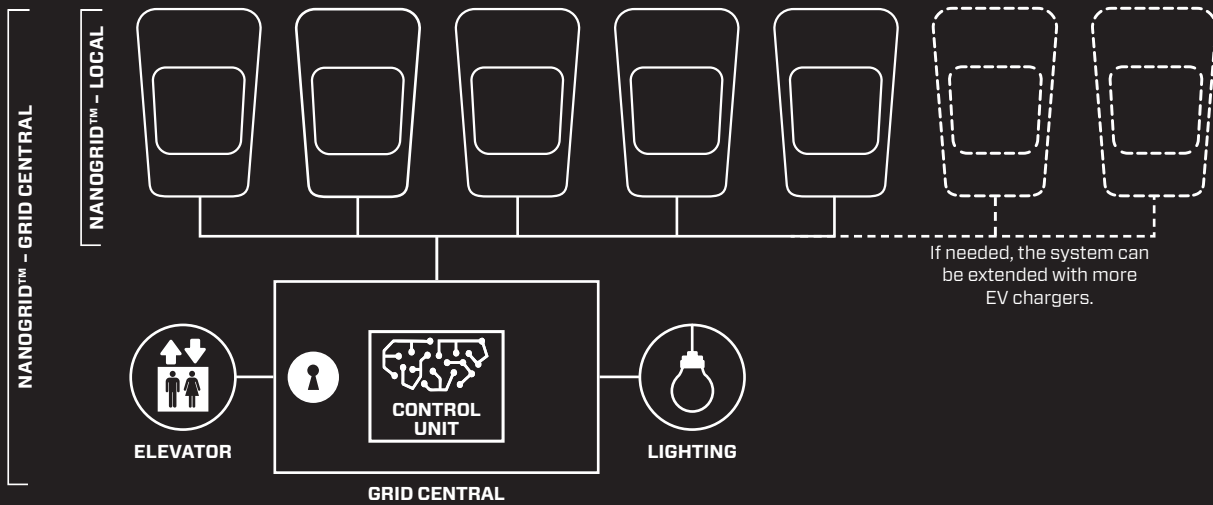 NANOGRID™ – GRID CENTRAL
NANOGRID™ – LOCAL
If needed, the system can
be extended with more
EV chargers.
CONTROL
UNIT
ELEVATOR
LIGHTING
GRID CENTRAL